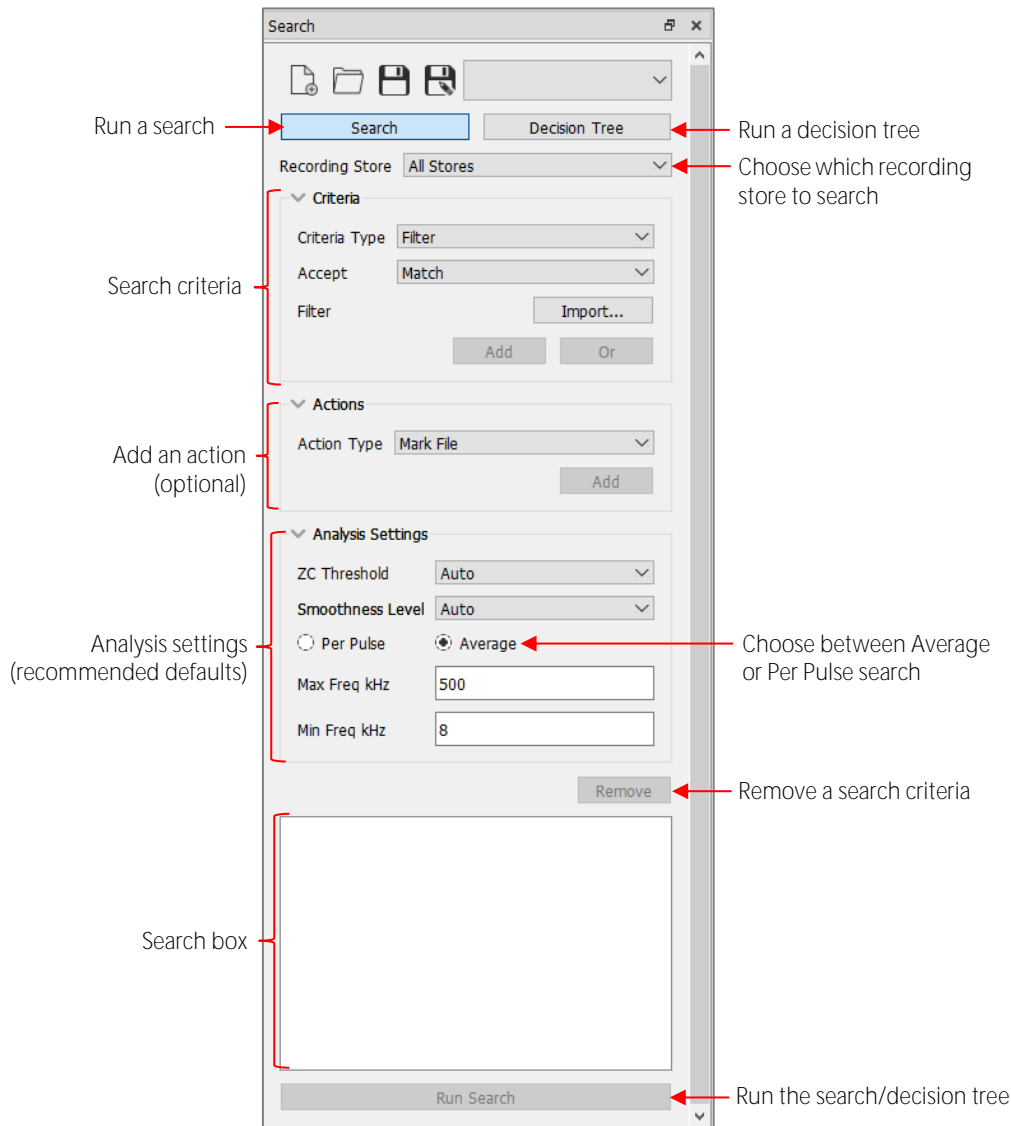 Search
Run a search
Search
Decision Tree
Run a decision tree
Recording Store
All Stores
Choose which recording
store to search
Criteria
Criteria Type
Filter
Accept
Match
Search criteria
Filter
Import...
Add
Or
Actions
Action Type
Mark File
Add an action
(optional)
Add
Analysis Settings
ZC Threshold
Auto
Smoothness Level
Auto
Analysis settings
(recommended defaults)
Per Pulse
Average
Choose between Average
or Per Pulse search
Max Freq kHz
500
Min Freq kHz
8
Remove
Remove a search criteria
Search box
Run Search
Run the search/decision tree